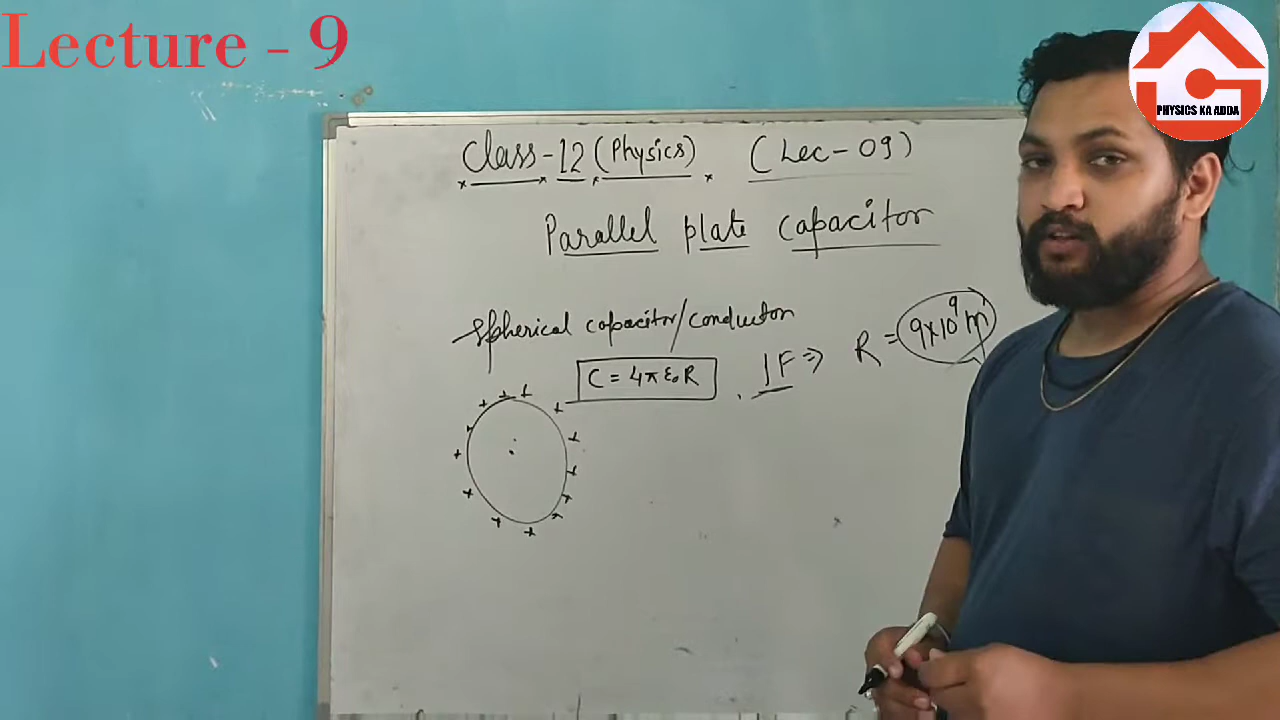 Lecture - 9
PHYSICS KA ADDA
Class-12 (Physics) (Lec-09)
Parallel plate capacitor
Spherical capacitor/conductor
C = 4πε₀R
1F ⇒ R = 9×10⁹ m